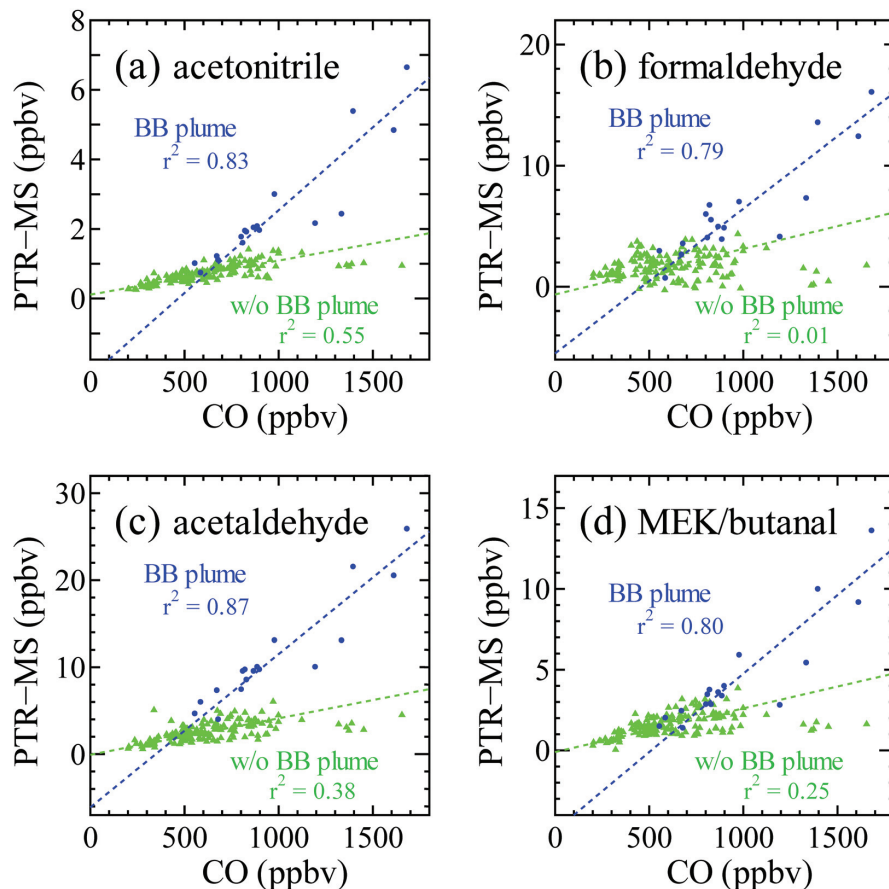 (a) acetonitrile
BB plume
r² = 0.83
w/o BB plume
r² = 0.55
8
6
4
2
0
PTR−MS (ppbv)
0 500 1000 1500
CO (ppbv)
(b) formaldehyde
BB plume
r² = 0.79
w/o BB plume
r² = 0.01
20
10
0
PTR−MS (ppbv)
0 500 1000 1500
CO (ppbv)
(c) acetaldehyde
BB plume
r² = 0.87
w/o BB plume
r² = 0.38
30
20
10
0
PTR−MS (ppbv)
0 500 1000 1500
CO (ppbv)
(d) MEK/butanal
BB plume
r² = 0.80
w/o BB plume
r² = 0.25
15
10
5
0
PTR−MS (ppbv)
0 500 1000 1500
CO (ppbv)